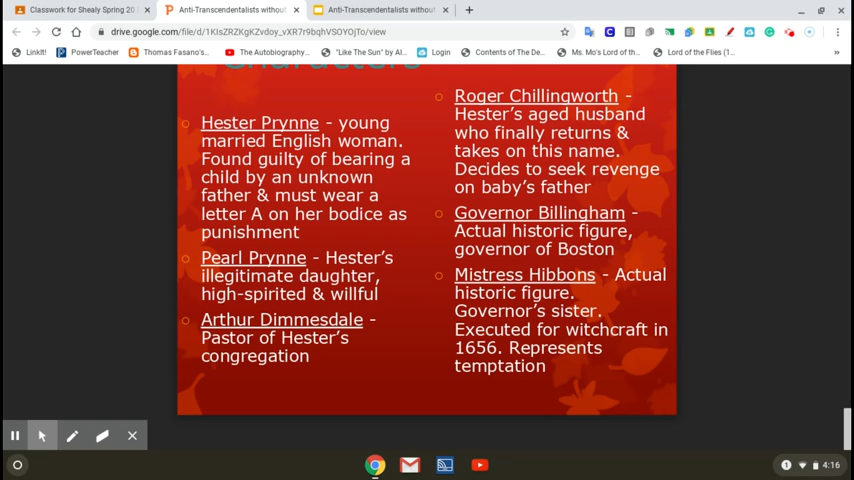 Classwork for Shealy Spring 20
Anti-Transcendentalists without
Anti-Transcendentalists without
drive.google.com/file/d/1KIsZRZKgKZvdoy_vXR7r9bqhVSOYOjTo/view
LinkIt!
PowerTeacher
Thomas Fasano's...
The Autobiography...
"Like The Sun" by Al...
Login
Contents of The De...
Ms. Mo's Lord of th...
Lord of the Flies (1...
Characters
Hester Prynne - young
married English woman.
Found guilty of bearing a
child by an unknown
father & must wear a
letter A on her bodice as
punishment
Pearl Prynne - Hester's
illegitimate daughter,
high-spirited & willful
Arthur Dimmesdale -
Pastor of Hester's
congregation
Roger Chillingworth -
Hester's aged husband
who finally returns &
takes on this name.
Decides to seek revenge
on baby's father
Governor Billingham -
Actual historic figure,
governor of Boston
Mistress Hibbons - Actual
historic figure.
Governor's sister.
Executed for witchcraft in
1656. Represents
temptation
1
4:16